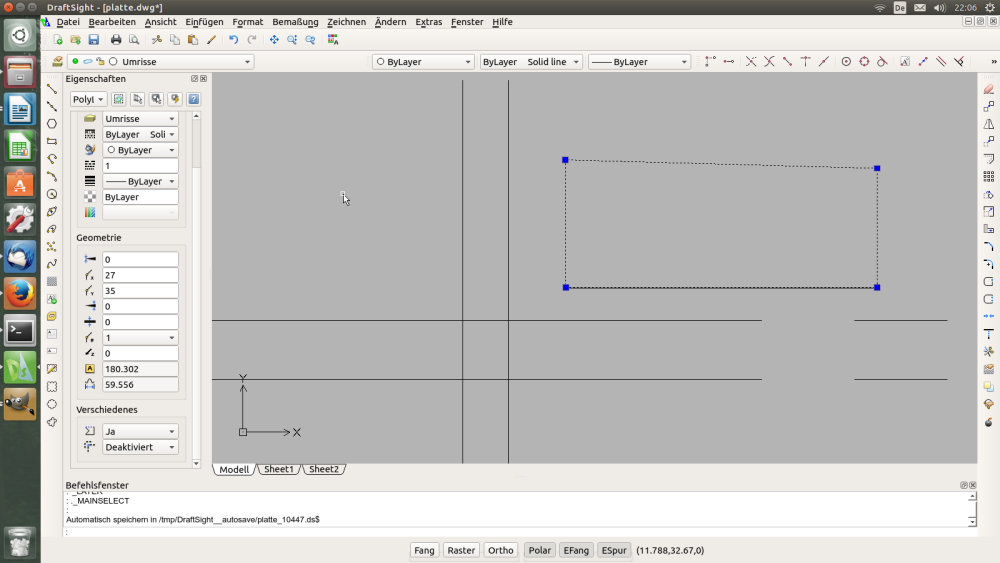 DraftSight - [platte.dwg*]
De
22:06
Datei Bearbeiten Ansicht Einfügen Format Bemaßung Zeichnen Ändern Extras Fenster Hilfe
Umrisse
ByLayer
ByLayer Solid line
ByLayer
Eigenschaften
Polyl
Umrisse
ByLayer Soli
ByLayer
1
ByLayer
ByLayer
Geometrie
0
27
35
0
0
1
0
180.302
59.556
Verschiedenes
Ja
Deaktiviert
Y
X
Modell Sheet1 Sheet2
Befehlsfenster
: _LAYER
: ._MAINSELECT
:
Automatisch speichern in /tmp/DraftSight__autosave/platte_10447.ds$
:
Fang Raster Ortho Polar EFang ESpur (11.788,32.67,0)